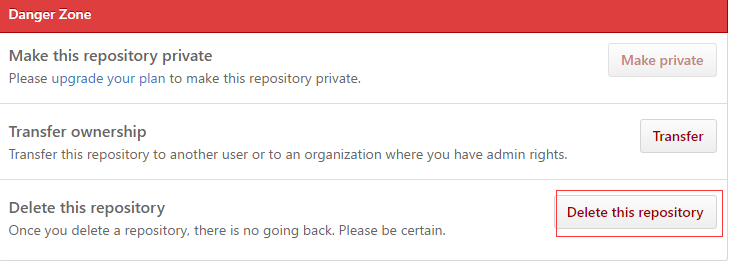 Danger Zone
Make this repository private
Please upgrade your plan to make this repository private.
Make private
Transfer ownership
Transfer this repository to another user or to an organization where you have admin rights.
Transfer
Delete this repository
Once you delete a repository, there is no going back. Please be certain.
Delete this repository